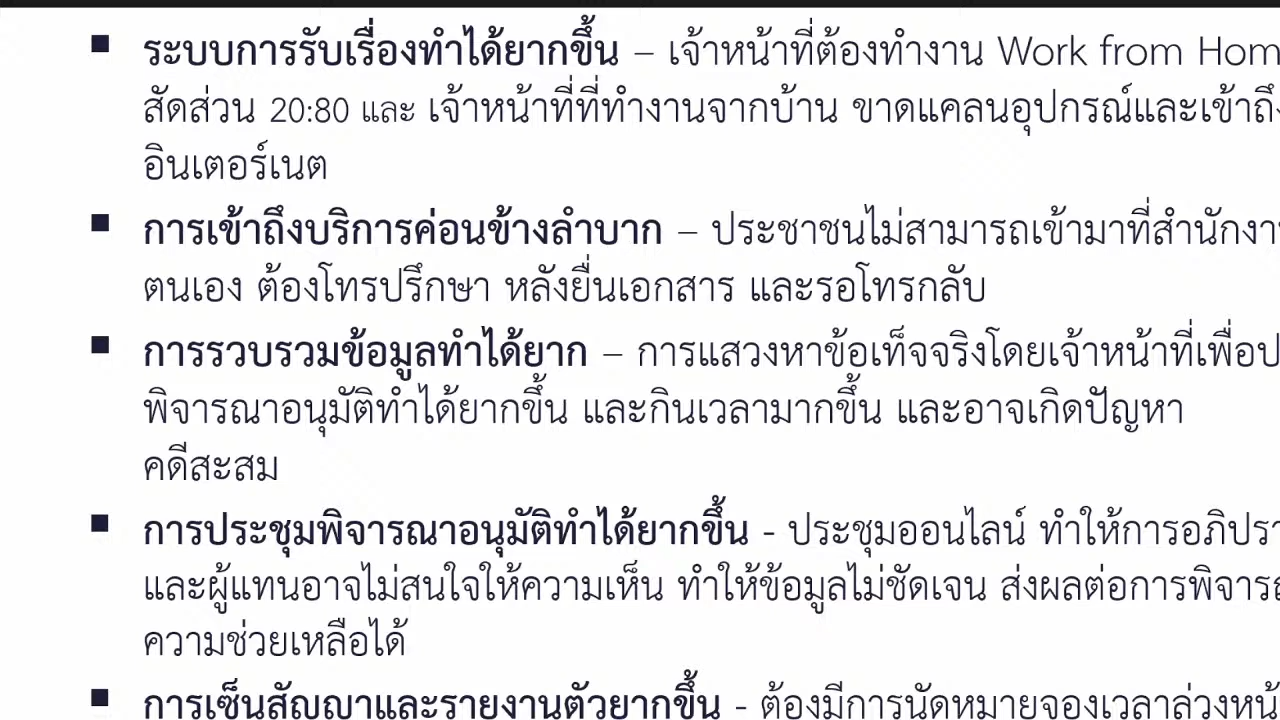 ▪ ระบบการรับเรื่องทำได้ยากขึ้น – เจ้าหน้าที่ต้องทำงาน Work from Hom
สัดส่วน 20:80 และ เจ้าหน้าที่ที่ทำงานจากบ้าน ขาดแคลนอุปกรณ์และเข้าถึง
อินเตอร์เนต
▪ การเข้าถึงบริการค่อนข้างลำบาก – ประชาชนไม่สามารถเข้ามาที่สำนักงา
ตนเอง ต้องโทรปรึกษา หลังยื่นเอกสาร และรอโทรกลับ
▪ การรวบรวมข้อมูลทำได้ยาก – การแสวงหาข้อเท็จจริงโดยเจ้าหน้าที่เพื่อป
พิจารณาอนุมัติทำได้ยากขึ้น และกินเวลามากขึ้น และอาจเกิดปัญหา
คดีสะสม
▪ การประชุมพิจารณาอนุมัติทำได้ยากขึ้น - ประชุมออนไลน์ ทำให้การอภิปรา
และผู้แทนอาจไม่สนใจให้ความเห็น ทำให้ข้อมูลไม่ชัดเจน ส่งผลต่อการพิจารณ
ความช่วยเหลือได้
▪ การเซ็นสัญญาและรายงานตัวยากขึ้น - ต้องมีการนัดหมายจองเวลาล่วงหน้